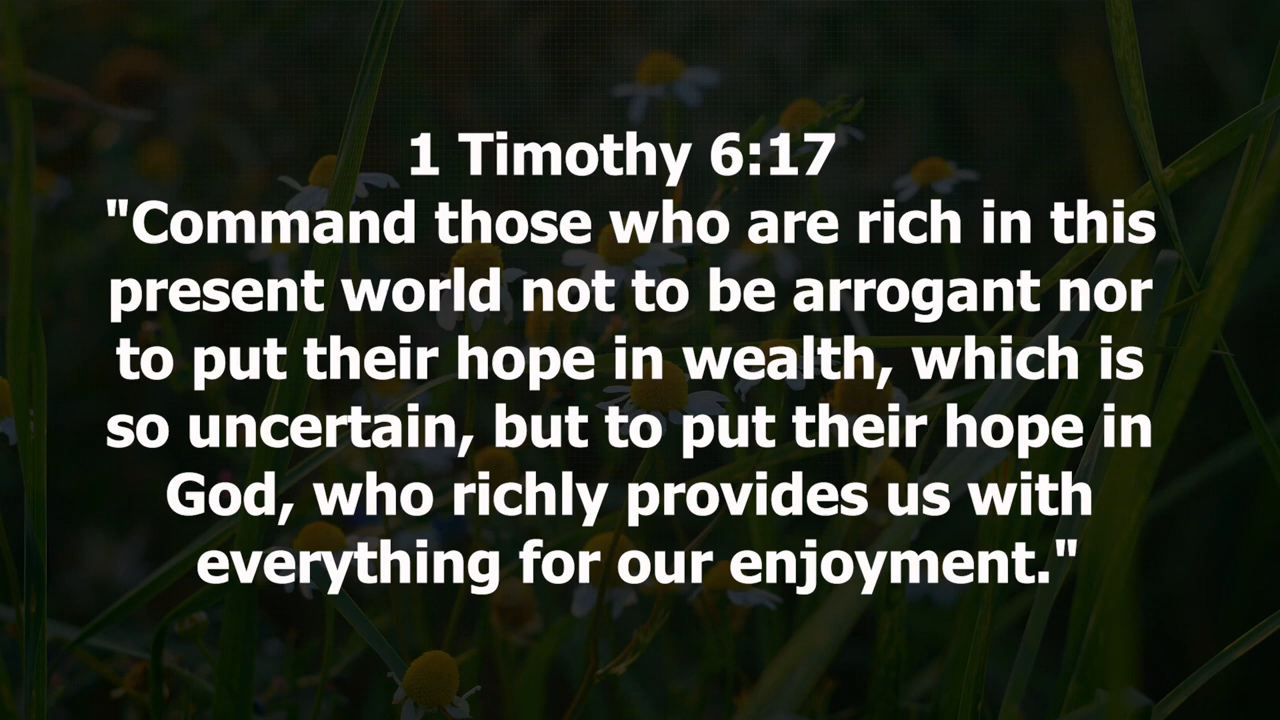 1 Timothy 6:17
"Command those who are rich in this
present world not to be arrogant nor
to put their hope in wealth, which is
so uncertain, but to put their hope in
God, who richly provides us with
everything for our enjoyment."